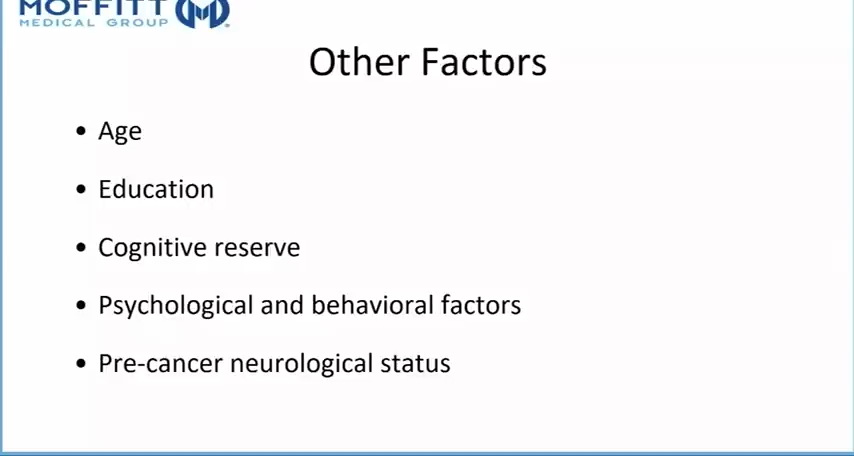 MOFFITT
MEDICAL GROUP
Other Factors
• Age
• Education
• Cognitive reserve
• Psychological and behavioral factors
• Pre-cancer neurological status